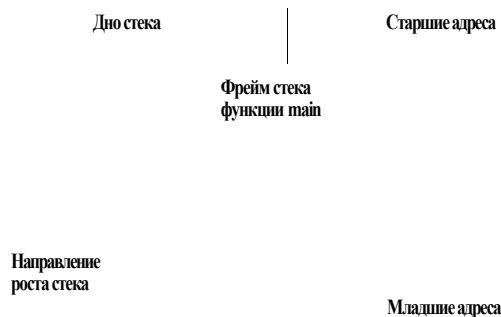 Дно стека
Старшие адреса
Фрейм стека
функции main
Направление
роста стека
Младшие адреса